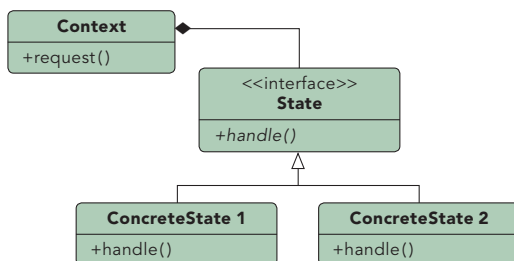 Context
+request()
<<interface>>
State
+handle()
ConcreteState 1
+handle()
ConcreteState 2
+handle()